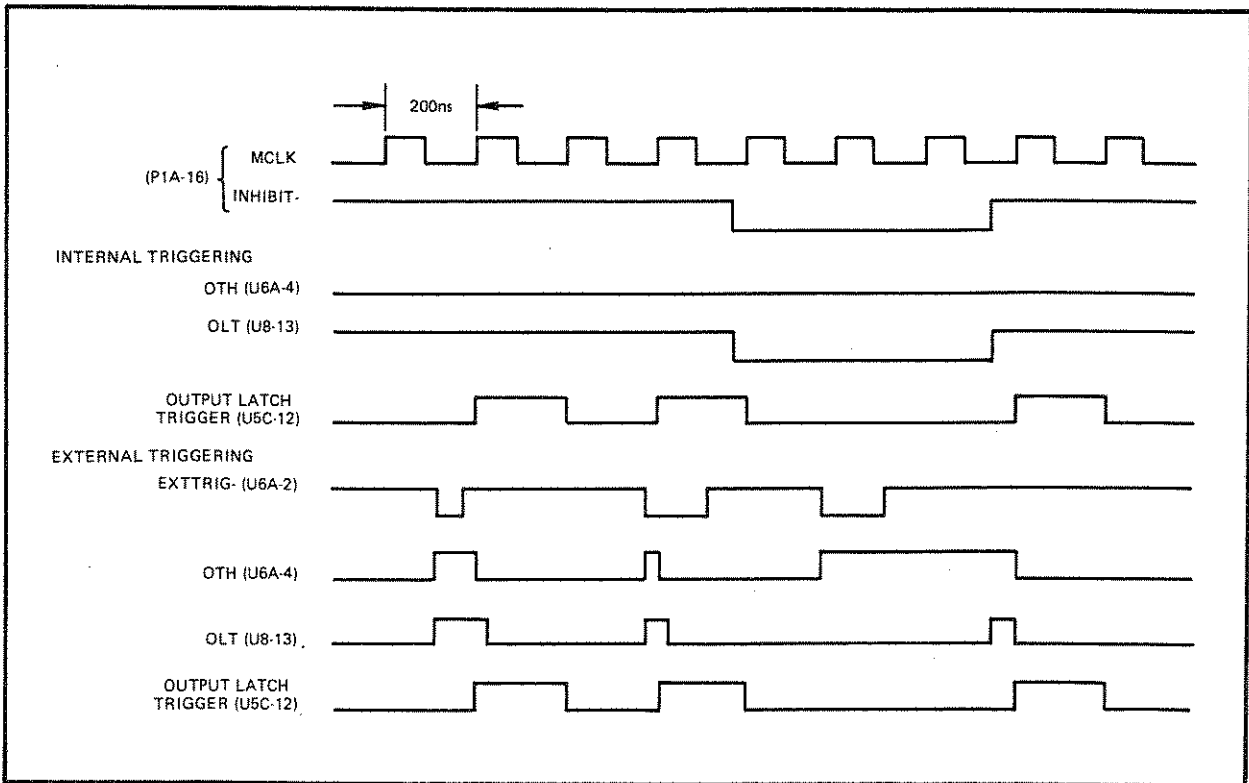 200ns
MCLK
(P1A-16)
INHIBIT-
INTERNAL TRIGGERING
OTH (U6A-4)
OLT (U8-13)
OUTPUT LATCH
TRIGGER (U5C-12)
EXTERNAL TRIGGERING
EXTTRIG- (U6A-2)
OTH (U6A-4)
OLT (U8-13)
OUTPUT LATCH
TRIGGER (U5C-12)